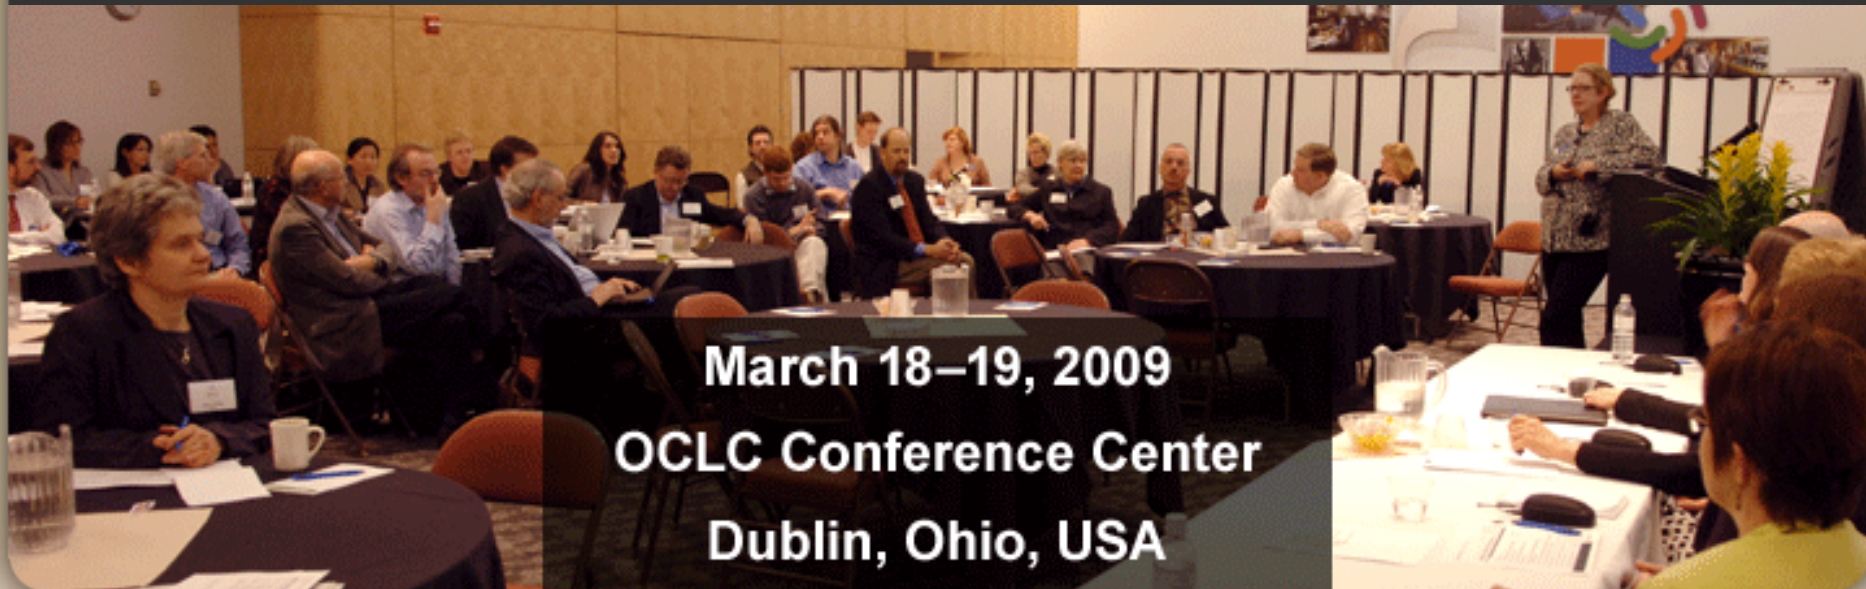 March 18–19, 2009
OCLC Conference Center
Dublin, Ohio, USA